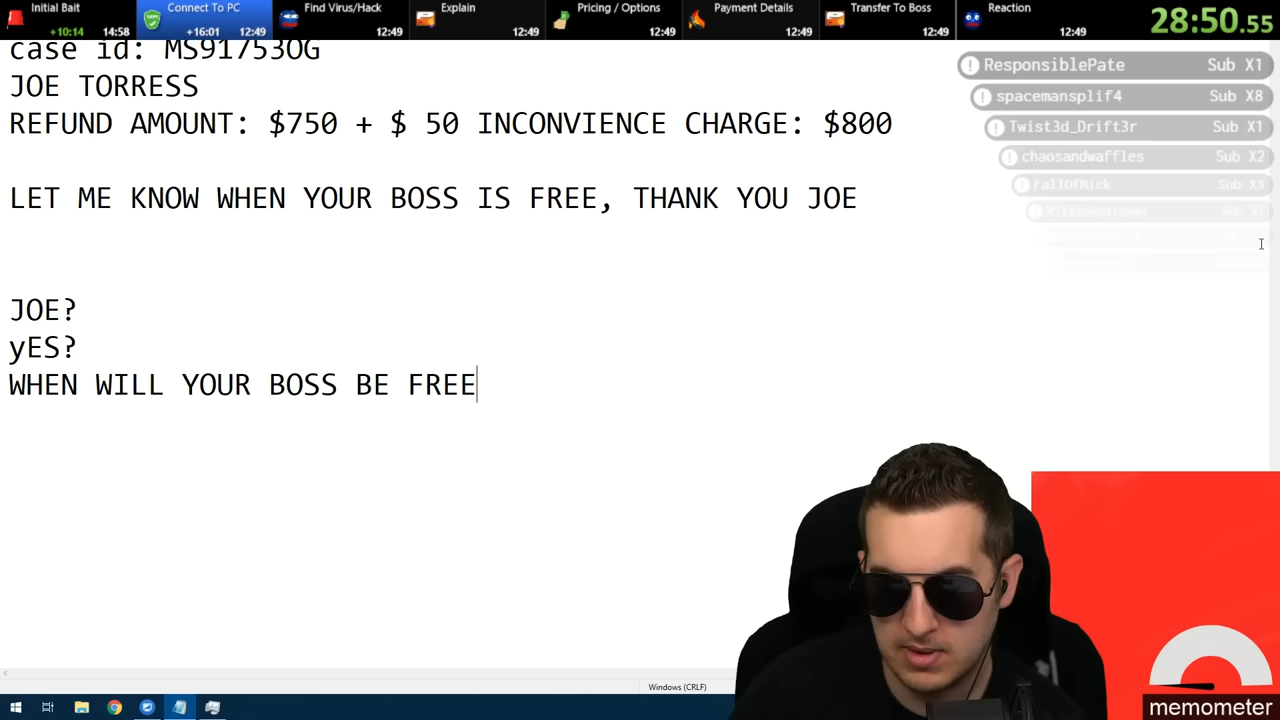 Initial Bait
+10:14 14:58
Connect To PC
+16:01 12:49
Find Virus/Hack
12:49
Explain
12:49
Pricing / Options
12:49
Payment Details
12:49
Transfer To Boss
12:49
Reaction
12:49
28:50.55
case id: MS91753OG
JOE TORRESS
REFUND AMOUNT: $750 + $ 50 INCONVIENCE CHARGE: $800
LET ME KNOW WHEN YOUR BOSS IS FREE, THANK YOU JOE
JOE?
yES?
WHEN WILL YOUR BOSS BE FREE
ResponsiblePate Sub X1
spacemansplif4 Sub X8
Twist3d_Drift3r Sub X1
chaosandwaffles Sub X2
FallOfNick Sub X3
Windows (CRLF)
memometer